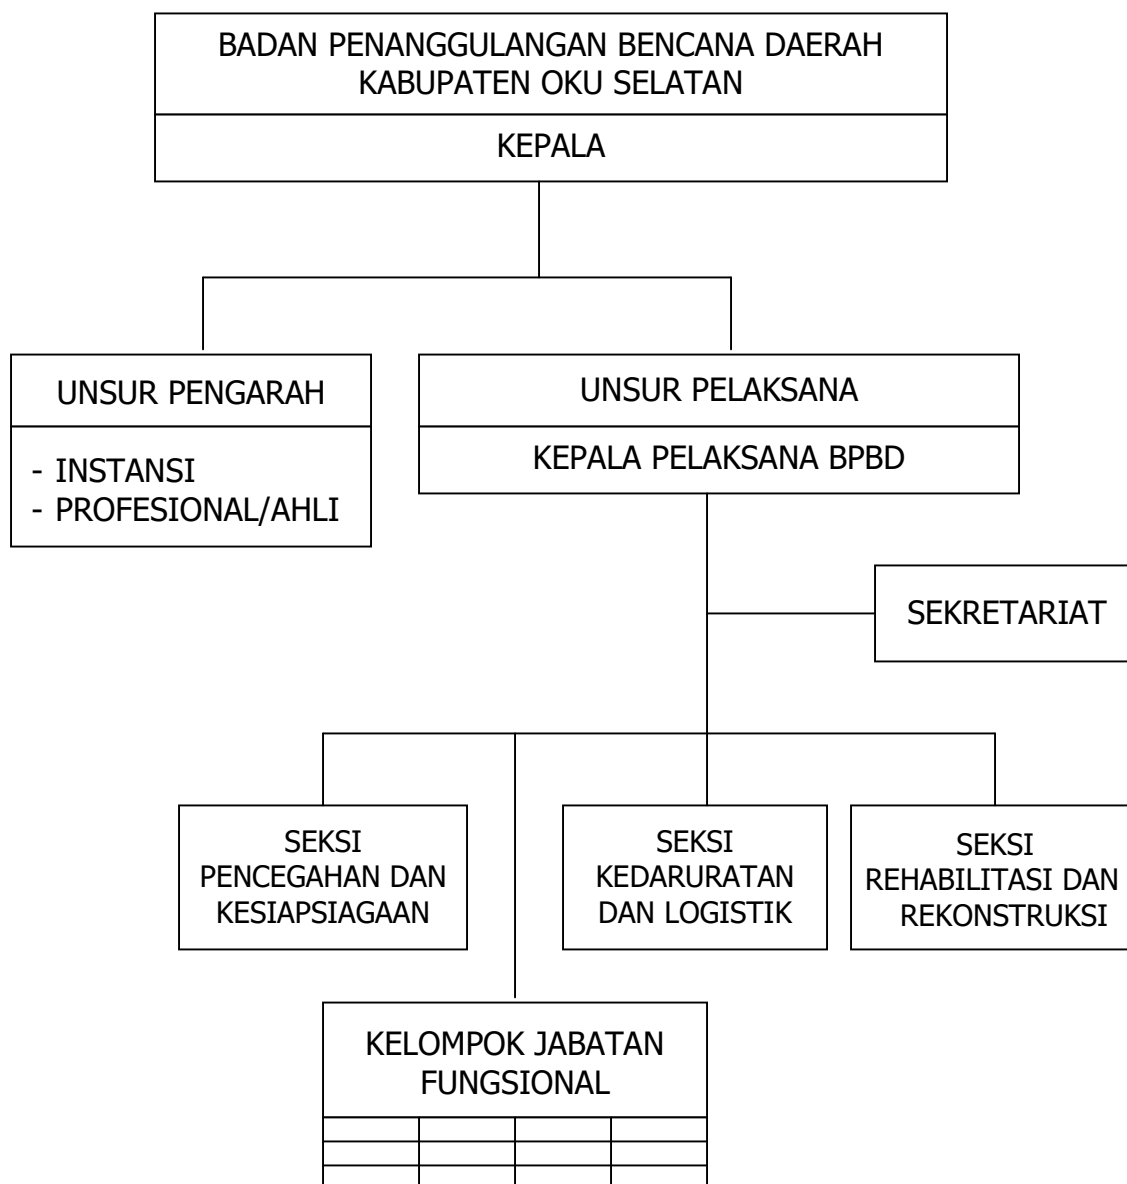 BADAN PENANGGULANGAN BENCANA DAERAH
KABUPATEN OKU SELATAN
KEPALA
UNSUR PENGARAH
- INSTANSI
- PROFESIONAL/AHLI
UNSUR PELAKSANA
KEPALA PELAKSANA BPBD
SEKRETARIAT
SEKSI
PENCEGAHAN DAN
KESIAPSIAGAAN
SEKSI
KEDARURATAN
DAN LOGISTIK
SEKSI
REHABILITASI DAN
REKONSTRUKSI
KELOMPOK JABATAN
FUNGSIONAL